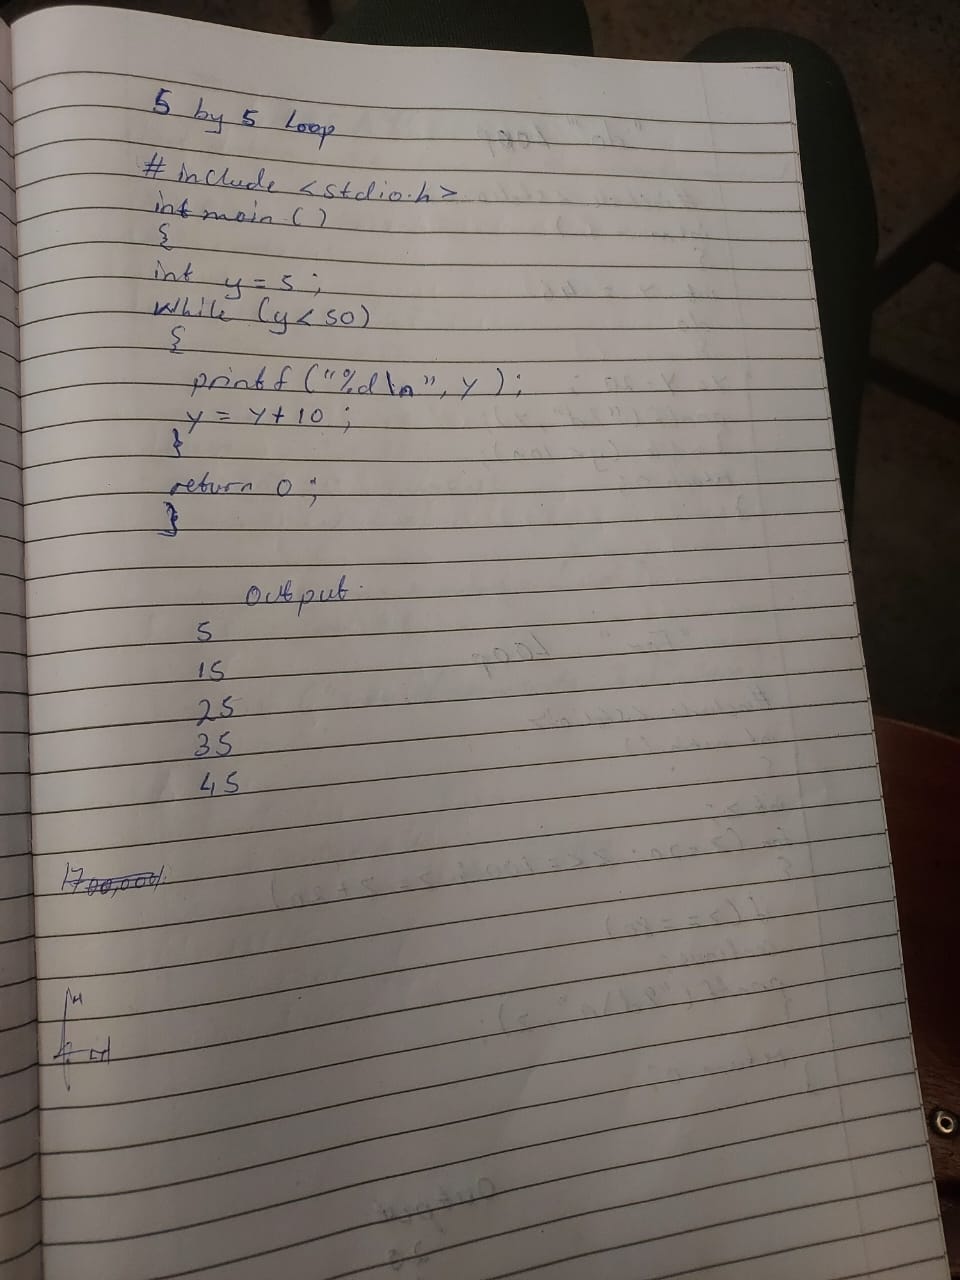 5 by 5 Loop
# include <stdio.h>
int main ( )
{
int y = 5 ;
while (y < 50)
{
printf ("%d\n", y ) ;
y = y + 10 ;
}
return 0 ;
}
output
5
15
25
35
45